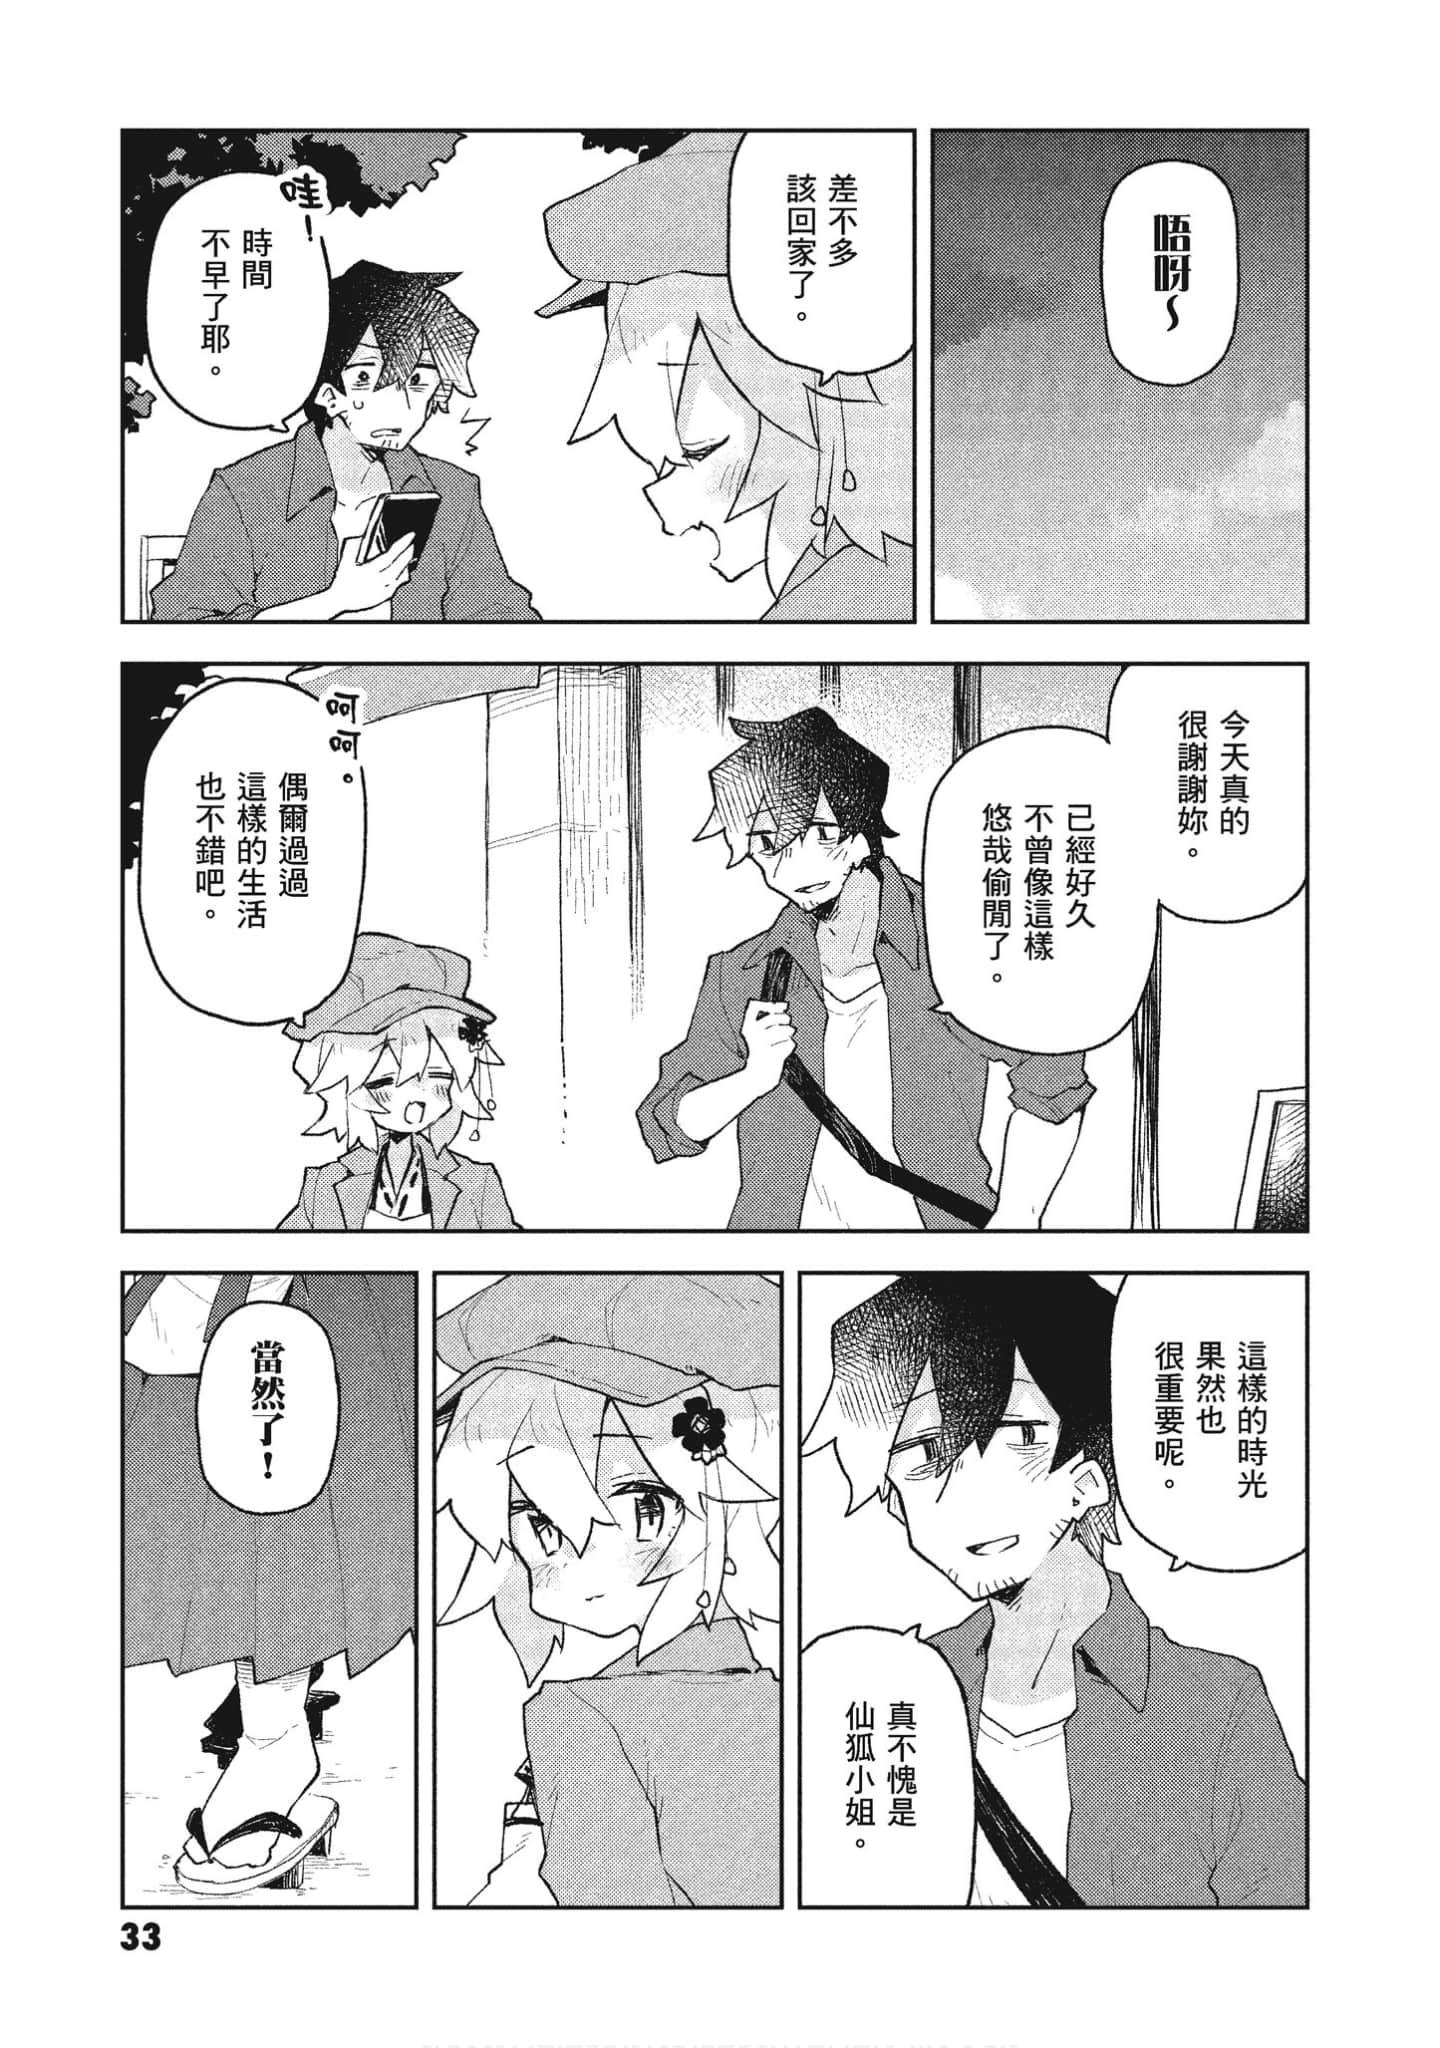 唔呀~
差不多
該回家了。
哇！
時間
不早了耶。
今天真的
很謝謝妳。
已經好久
不曾像這樣
悠哉偷閒了。
呵呵。
偶爾過過
這樣的生活
也不錯吧。
這樣的時光
果然也
很重要呢。
真不愧是
仙狐小姐。
當然了！
33